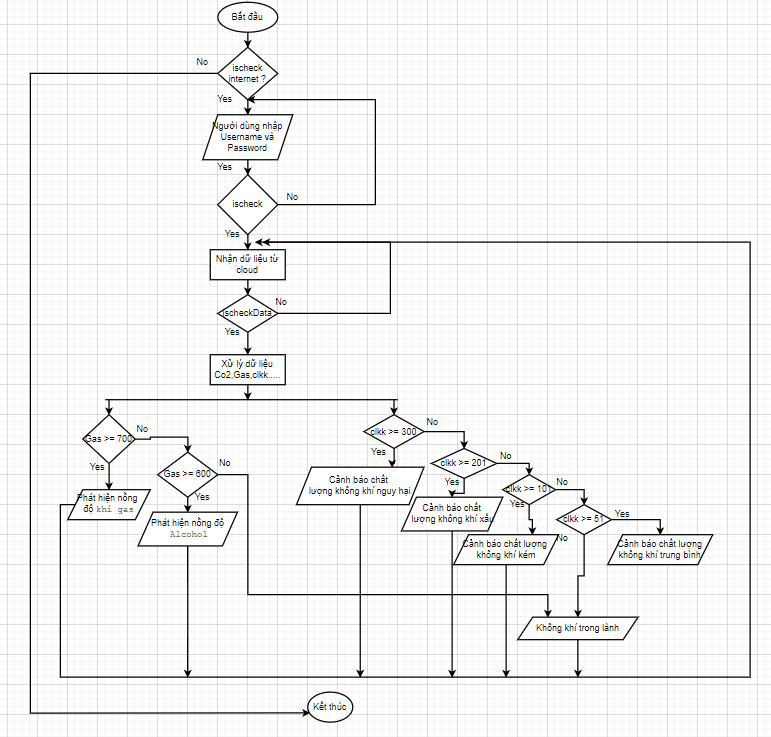 Bắt đầu
No
ischeck
internet ?
Yes
Người dùng nhập
Username và
Password
Yes
ischeck
No
Yes
Nhận dữ liệu từ
cloud
No
ischeckData
Yes
Xử lý dữ liệu
Co2,Gas,clkk.....
Gas >= 700
No
Yes
Phát hiện nồng
độ khí gas
Gas >= 600
No
Yes
Phát hiện nồng độ
Alcohol
clkk >= 300
No
Yes
Cảnh báo chất
lượng không khí nguy hại
clkk >= 201
No
Yes
Cảnh báo chất
lượng không khí xấu
clkk >= 101
No
Yes
Cảnh báo chất lượng
không khí kém
clkk >= 51
Yes
No
Cảnh báo chất lượng
không khí trung bình
Không khí trong lành
Kết thúc